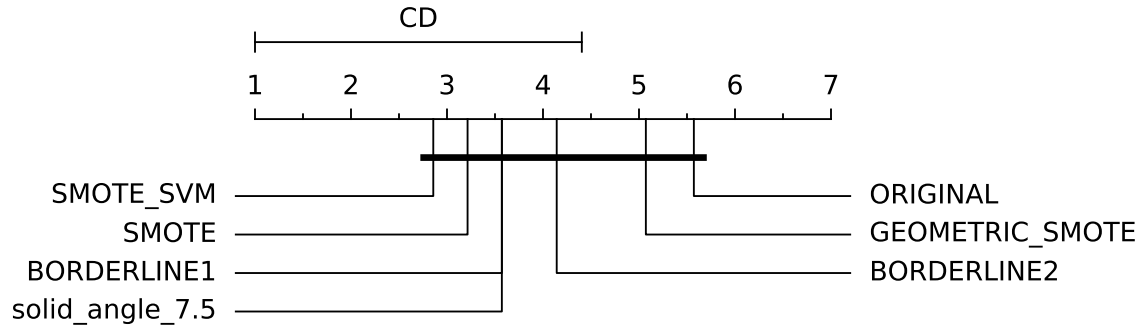 CD
1 2 3 4 5 6 7
SMOTE_SVM
ORIGINAL
SMOTE
GEOMETRIC_SMOTE
BORDERLINE1
BORDERLINE2
solid_angle_7.5